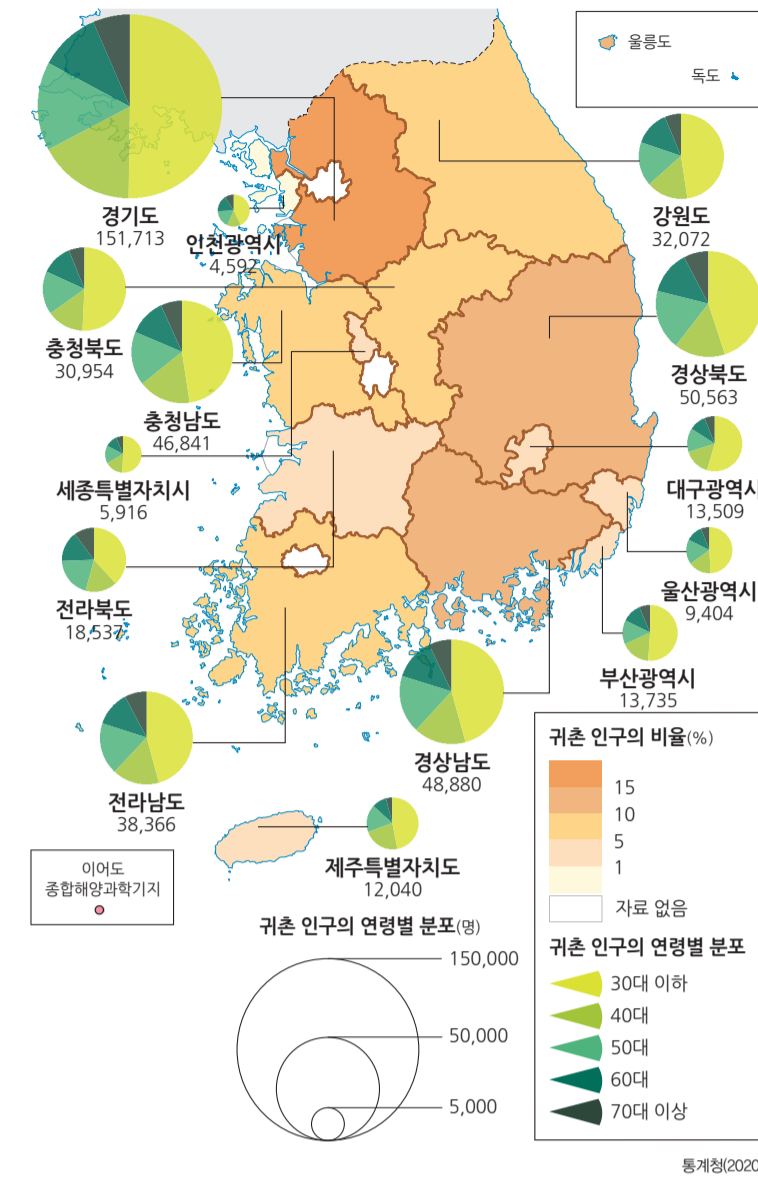 울릉도
독도
경기도
151,713
인천광역시
4,592
강원도
32,072
충청북도
30,954
충청남도
46,841
경상북도
50,563
세종특별자치시
5,916
대구광역시
13,509
전라북도
18,537
울산광역시
9,404
부산광역시
13,735
전라남도
38,366
경상남도
48,880
제주특별자치도
12,040
이어도
종합해양과학기지
귀촌 인구의 비율(%)
15
10
5
1
자료 없음
귀촌 인구의 연령별 분포
30대 이하
40대
50대
60대
70대 이상
귀촌 인구의 연령별 분포(명)
150,000
50,000
5,000
통계청(2020